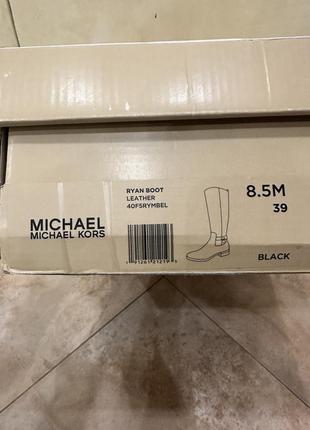 MICHAEL
MICHAEL KORS
RYAN BOOT
LEATHER
40F5RYMBEL
8.5M
39
BLACK